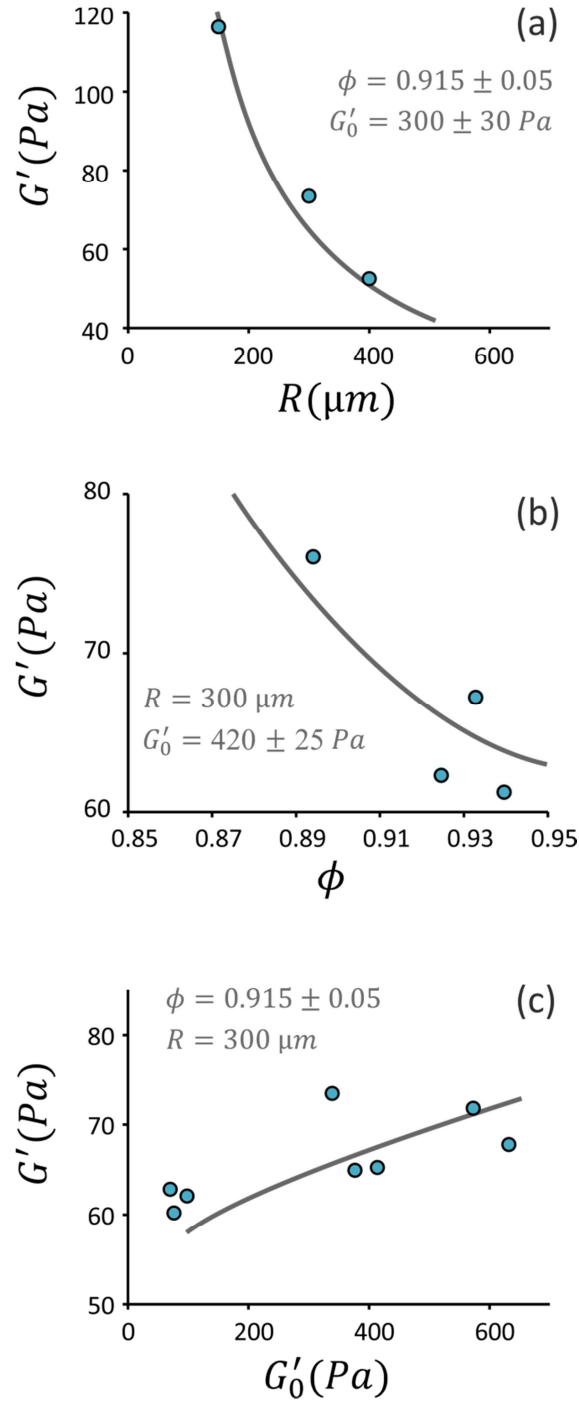 (a)
120
100
80
60
40
G′(Pa)
ϕ = 0.915 ± 0.05
G′₀ = 300 ± 30 Pa
0 200 400 600
R(μm)
(b)
80
70
60
G′(Pa)
R = 300 μm
G′₀ = 420 ± 25 Pa
0.85 0.87 0.89 0.91 0.93 0.95
ϕ
(c)
ϕ = 0.915 ± 0.05
R = 300 μm
80
70
60
50
G′(Pa)
0 200 400 600
G′₀(Pa)